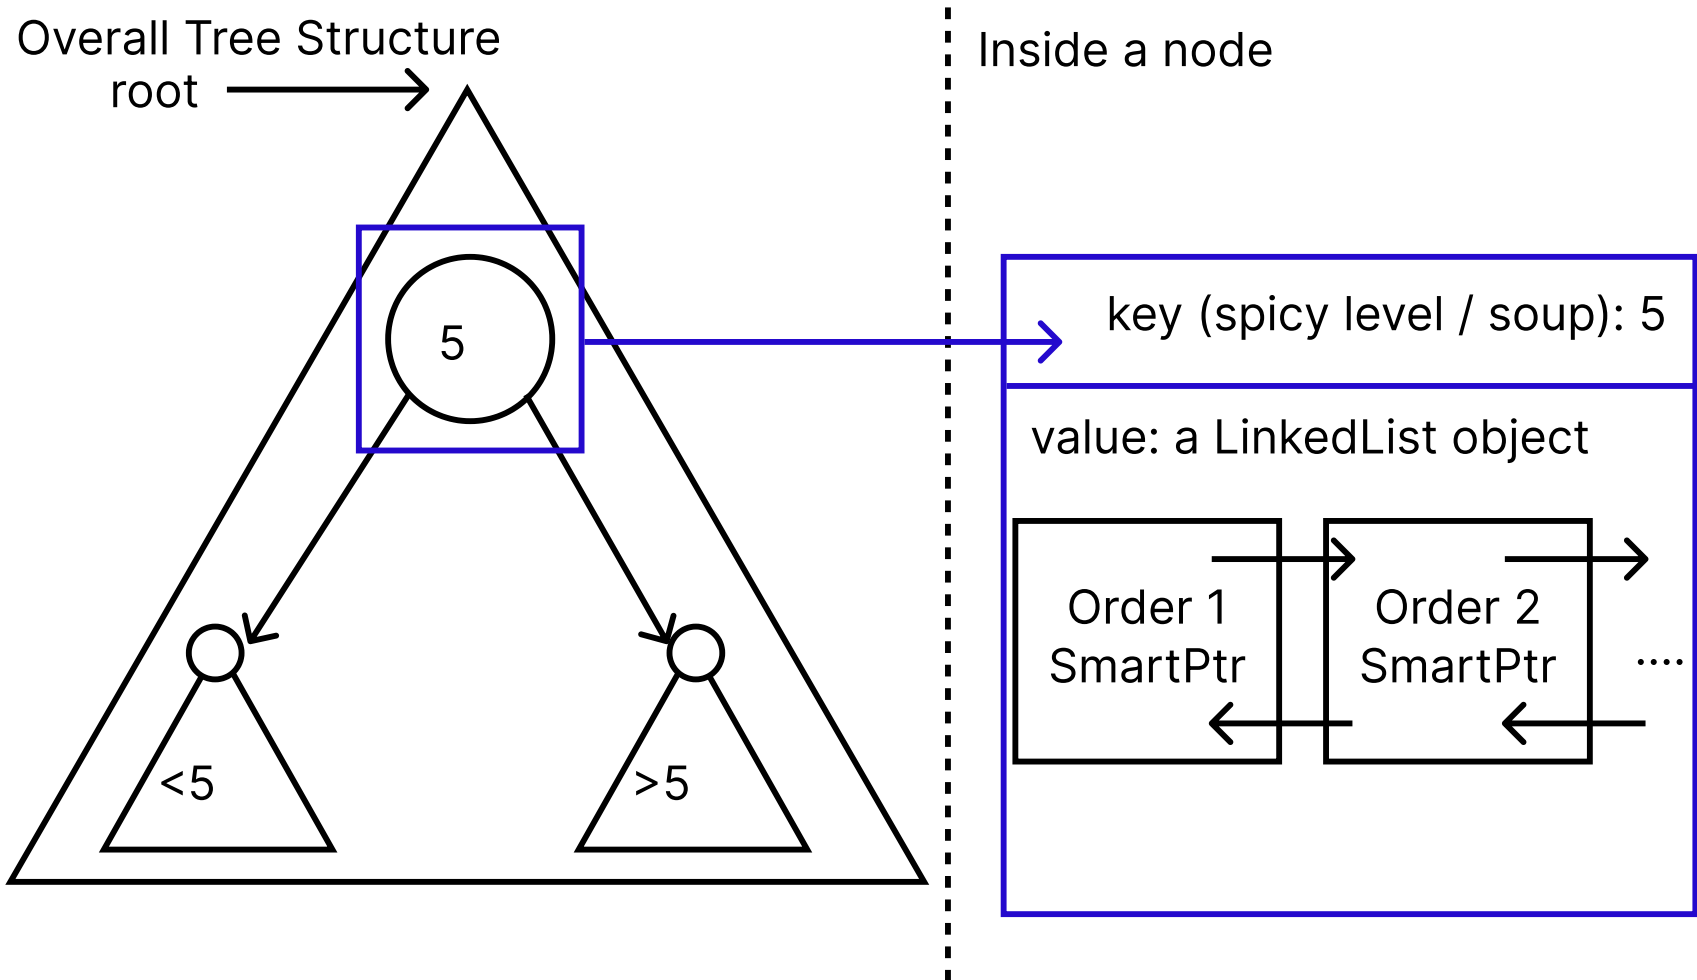 Overall Tree Structure
root
5
<5
>5
Inside a node
key (spicy level / soup): 5
value: a LinkedList object
Order 1
SmartPtr
Order 2
SmartPtr
....